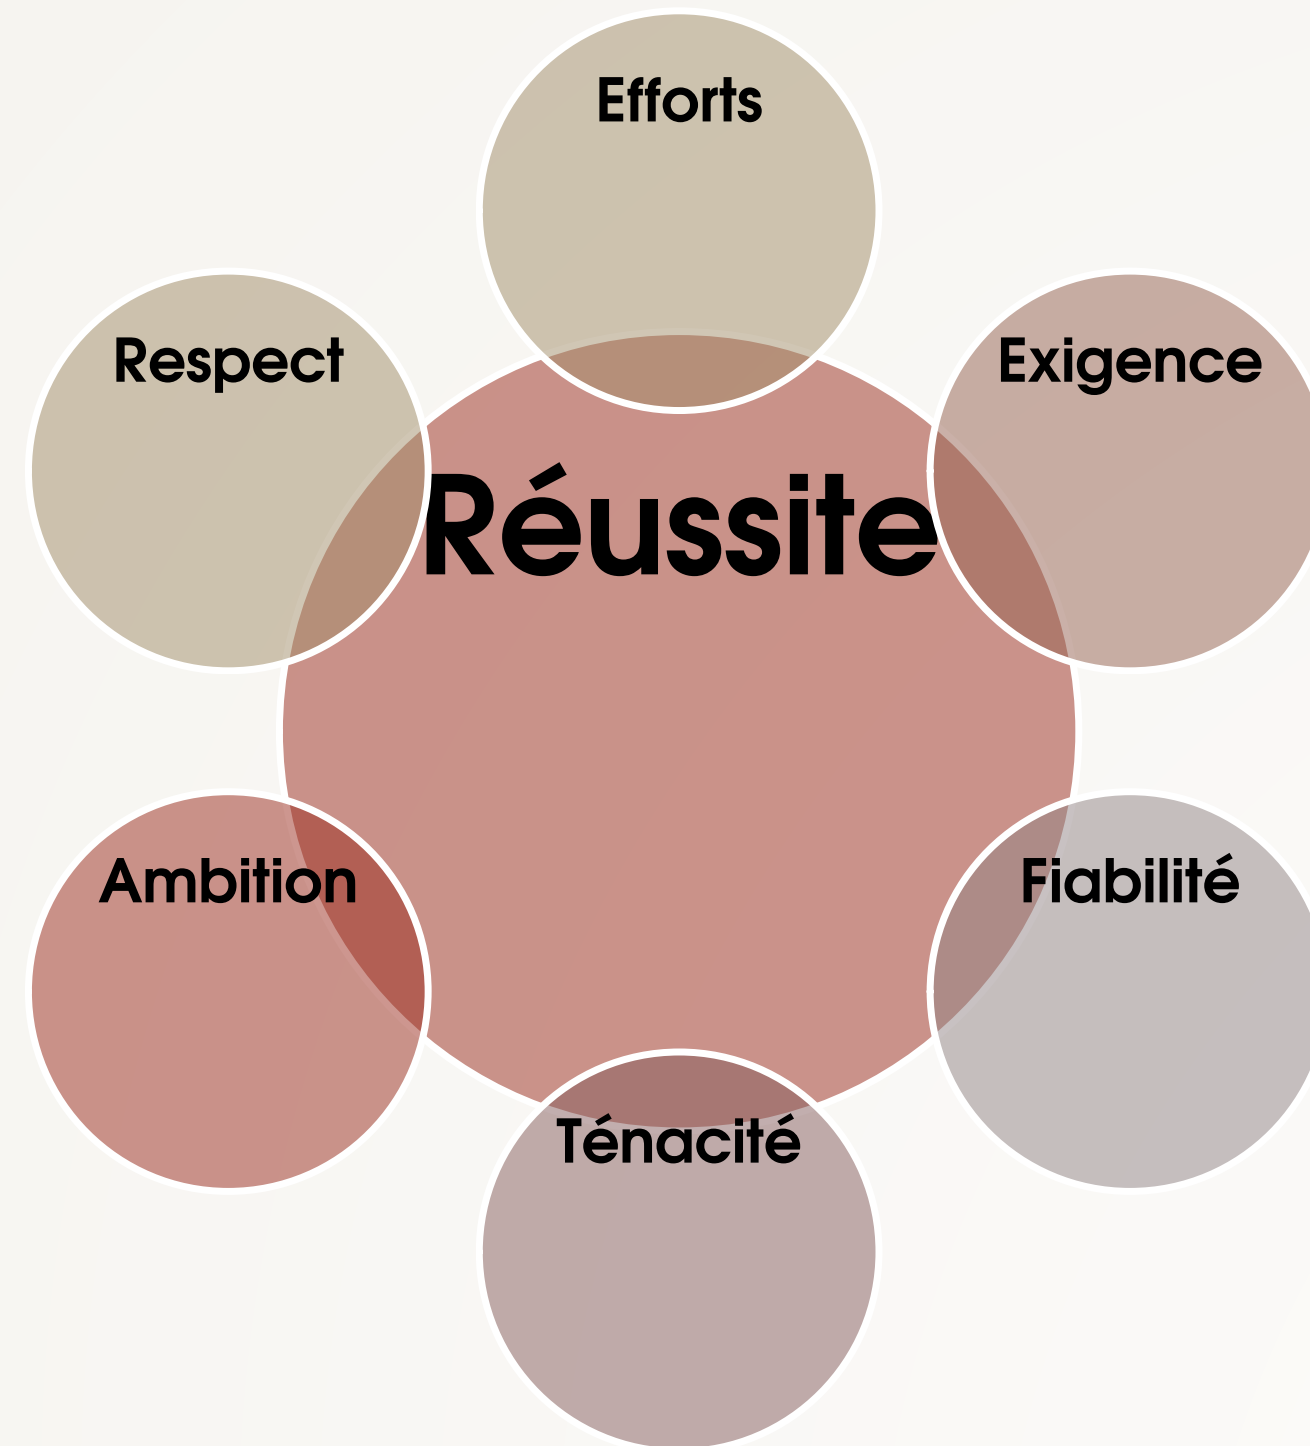 Efforts
Respect
Exigence
Réussite
Ambition
Fiabilité
Ténacité